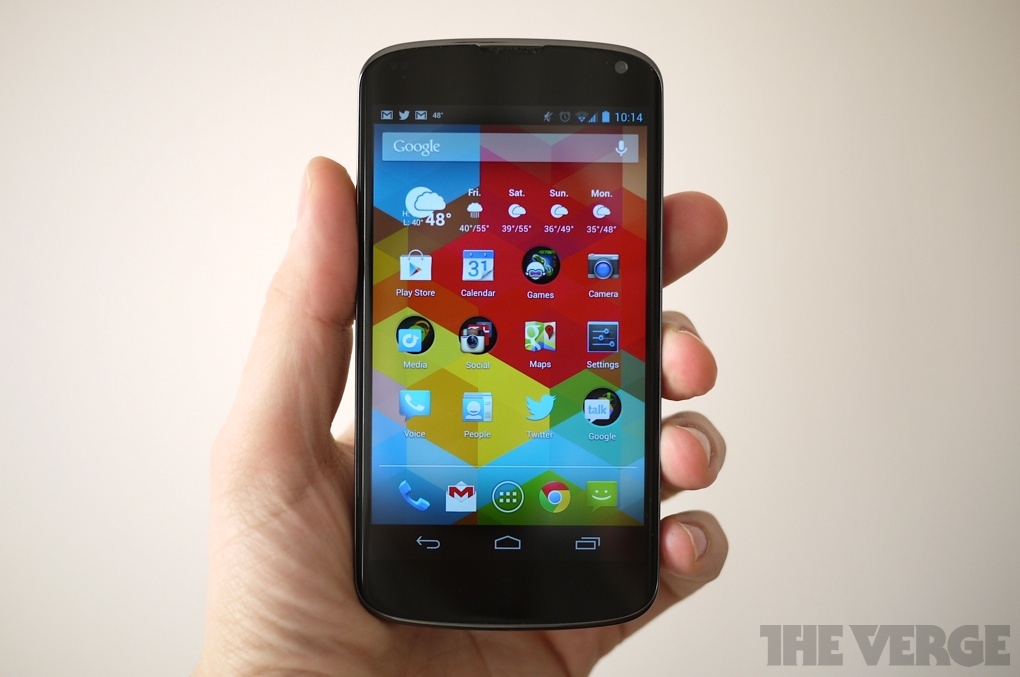 48° 10:14
Google
Fri. Sat. Sun. Mon.
H:
L: 40° 48° 40°/55° 39°/55° 36°/49° 35°/48°
31
Play Store Calendar Games Camera
Media Social Maps Settings
talk
Voice People Twitter Google
THE VERGE